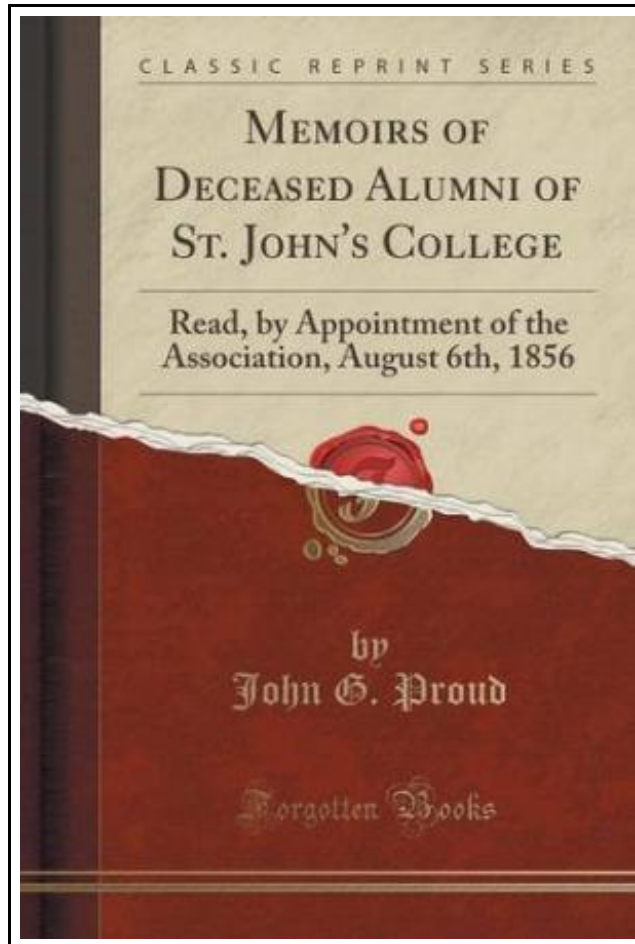 CLASSIC REPRINT SERIES
MEMOIRS OF
DECEASED ALUMNI OF
ST. JOHN'S COLLEGE
Read, by Appointment of the
Association, August 6th, 1856
by
John G. Proud
Forgotten Books